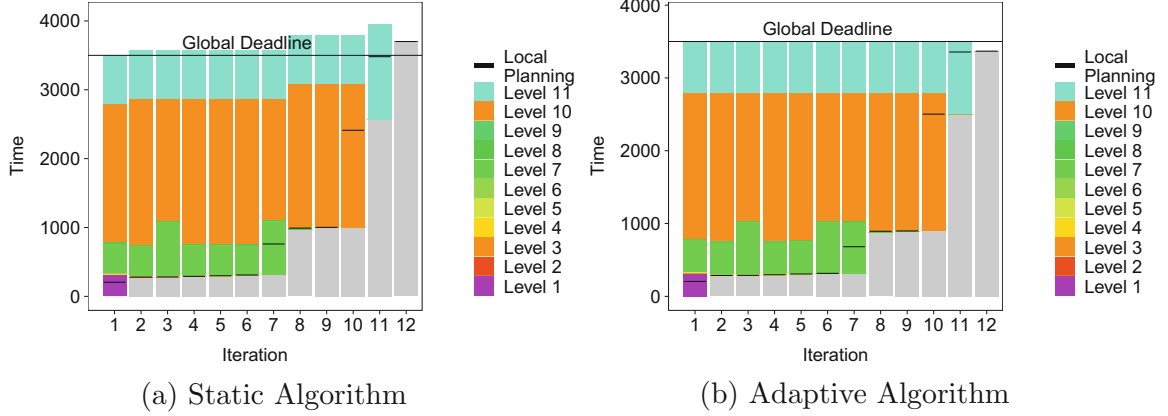 4000
3000
2000
1000
0
Time
Global Deadline
1 2 3 4 5 6 7 8 9 10 11 12
Iteration
Local
Planning
Level 11
Level 10
Level 9
Level 8
Level 7
Level 6
Level 5
Level 4
Level 3
Level 2
Level 1
(a) Static Algorithm
4000
3000
2000
1000
0
Time
Global Deadline
1 2 3 4 5 6 7 8 9 10 11 12
Iteration
Local
Planning
Level 11
Level 10
Level 9
Level 8
Level 7
Level 6
Level 5
Level 4
Level 3
Level 2
Level 1
(b) Adaptive Algorithm